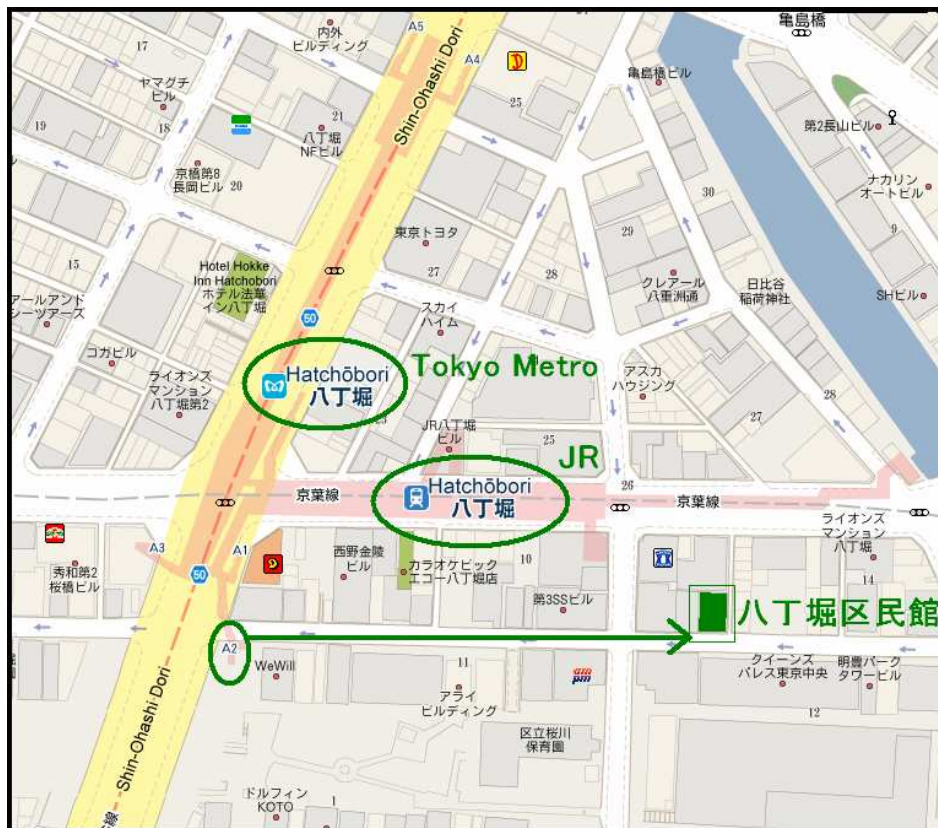 亀島橋
A5
内外
ビルディング
17
A4
25
亀島橋ビル
ヤマグチ
ビル
Shin-Ohashi Dori
18
19
21
八丁堀
NFビル
第2長山ビル
京橋第8
長岡ビル
20
30
ナカリン
オートビル
9
東京トヨタ
29
15
Hotel Hokke
Inn Hatchobori
ホテル法華
イン八丁堀
27
28
クレアール
八重洲通
日比谷
稲荷神社
SHビル
アールアンド
シーツアーズ
スカイ
ハイム
50
コガビル
ライオンズ
マンション
八丁堀第2
Hatchōbori
八丁堀
Tokyo Metro
アスカ
ハウジング
28
27
JR八丁堀
ビル
25
JR
京葉線
Hatchōbori
八丁堀
26
京葉線
ライオンズ
マンション
八丁堀
A3
A1
西野金陵
ビル
カラオケビック
エコー八丁堀店
10
14
秀和第2
桜橋ビル
50
第3SSビル
八丁堀区民館
A2
WeWill
11
am
pm
クイーンズ
パレス東京中央
明豊パーク
タワービル
アライ
ビルディング
12
Shin-Ohashi Dori
区立桜川
保育園
ドルフィン
KOTO
1